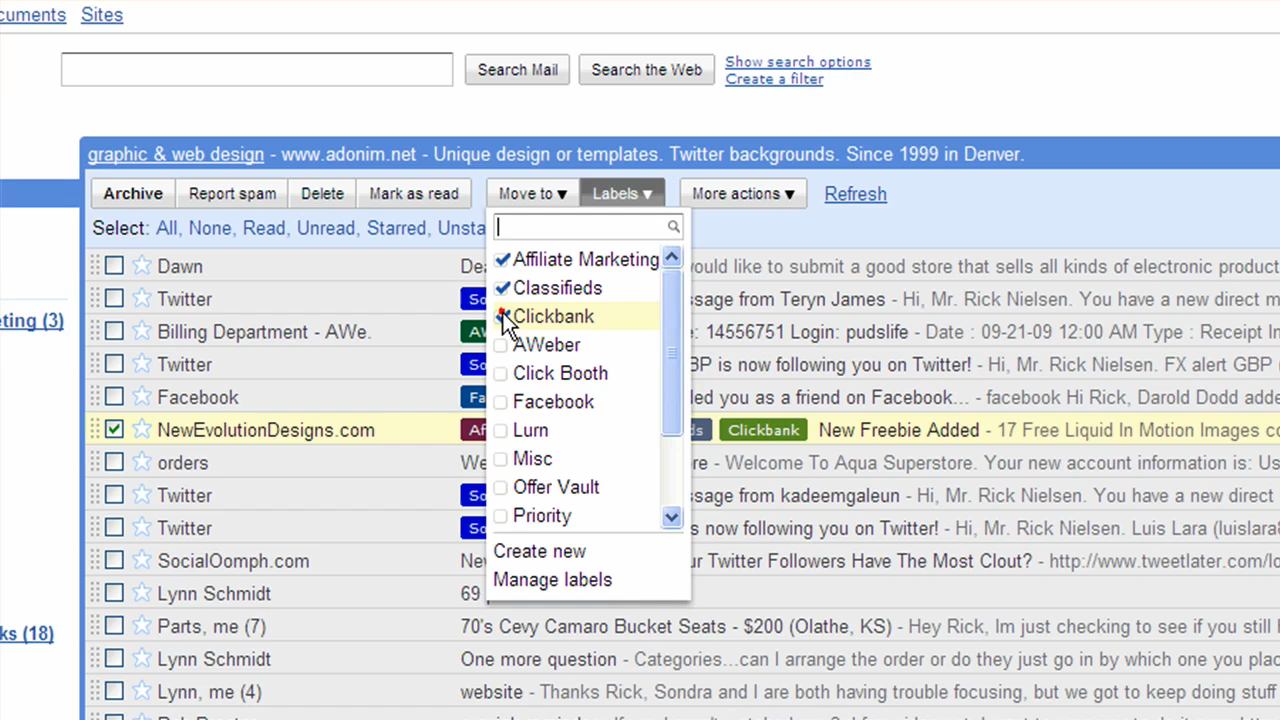 cuments Sites
Search Mail Search the Web Show search options
Create a filter
graphic & web design - www.adonim.net - Unique design or templates. Twitter backgrounds. Since 1999 in Denver.
Archive Report spam Delete Mark as read Move to ▼ Labels ▼ More actions ▼ Refresh
Select: All, None, Read, Unread, Starred, Unsta
Affiliate Marketing
Classifieds
Clickbank
AWeber
Click Booth
Facebook
Lurn
Misc
Offer Vault
Priority
Create new
Manage labels
Dawn Dea ould like to submit a good store that sells all kinds of electronic product
Twitter So ssage from Teryn James - Hi, Mr. Rick Nielsen. You have a new direct m
eting (3)
Billing Department - AWe. AW : 14556751 Login: pudslife - Date : 09-21-09 12:00 AM Type : Receipt In
Twitter So BP is now following you on Twitter! - Hi, Mr. Rick Nielsen. FX alert GBP (
Facebook Fa led you as a friend on Facebook... - facebook Hi Rick, Darold Dodd adde
NewEvolutionDesigns.com Af ds Clickbank New Freebie Added - 17 Free Liquid In Motion Images co
orders We re - Welcome To Aqua Superstore. Your new account information is: Us
Twitter So ssage from kadeemgaleun - Hi, Mr. Rick Nielsen. You have a new direct
Twitter So s now following you on Twitter! - Hi, Mr. Rick Nielsen. Luis Lara (luislara
SocialOomph.com Nev ur Twitter Followers Have The Most Clout? - http://www.tweetlater.com/lo
Lynn Schmidt 69
ks (18)
Parts, me (7) 70's Cevy Camaro Bucket Seats - $200 (Olathe, KS) - Hey Rick, Im just checking to see if you still
Lynn Schmidt One more question - Categories...can I arrange the order or do they just go in by which one you plac
Lynn, me (4) website - Thanks Rick, Sondra and I are both having trouble focusing, but we got to keep doing stuff